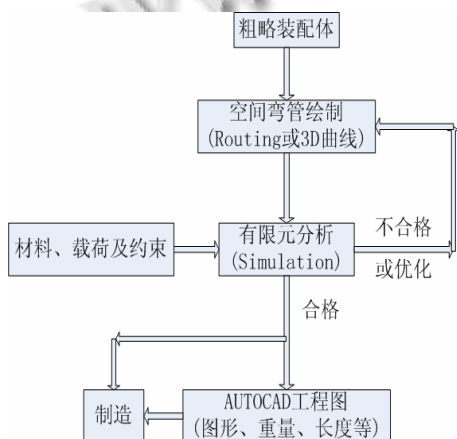 粗略装配体
空间弯管绘制
(Routing或3D曲线)
材料、载荷及约束
有限元分析
(Simulation)
不合格
或优化
合格
制造
AUTOCAD工程图
(图形、重量、长度等)